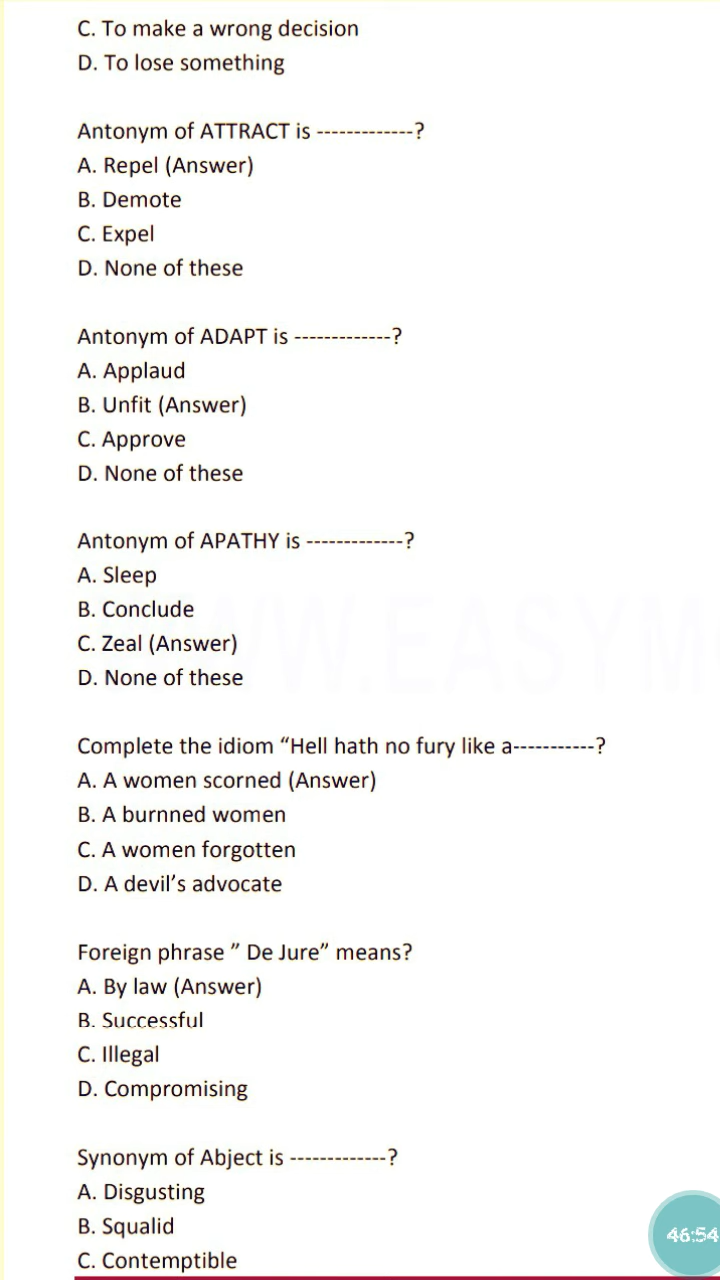 C. To make a wrong decision
D. To lose something
Antonym of ATTRACT is -------------?
A. Repel (Answer)
B. Demote
C. Expel
D. None of these
Antonym of ADAPT is -------------?
A. Applaud
B. Unfit (Answer)
C. Approve
D. None of these
Antonym of APATHY is -------------?
A. Sleep
B. Conclude
C. Zeal (Answer)
D. None of these
Complete the idiom “Hell hath no fury like a-----------?
A. A women scorned (Answer)
B. A burnned women
C. A women forgotten
D. A devil’s advocate
Foreign phrase ” De Jure” means?
A. By law (Answer)
B. Successful
C. Illegal
D. Compromising
Synonym of Abject is -------------?
A. Disgusting
B. Squalid
C. Contemptible
46:54